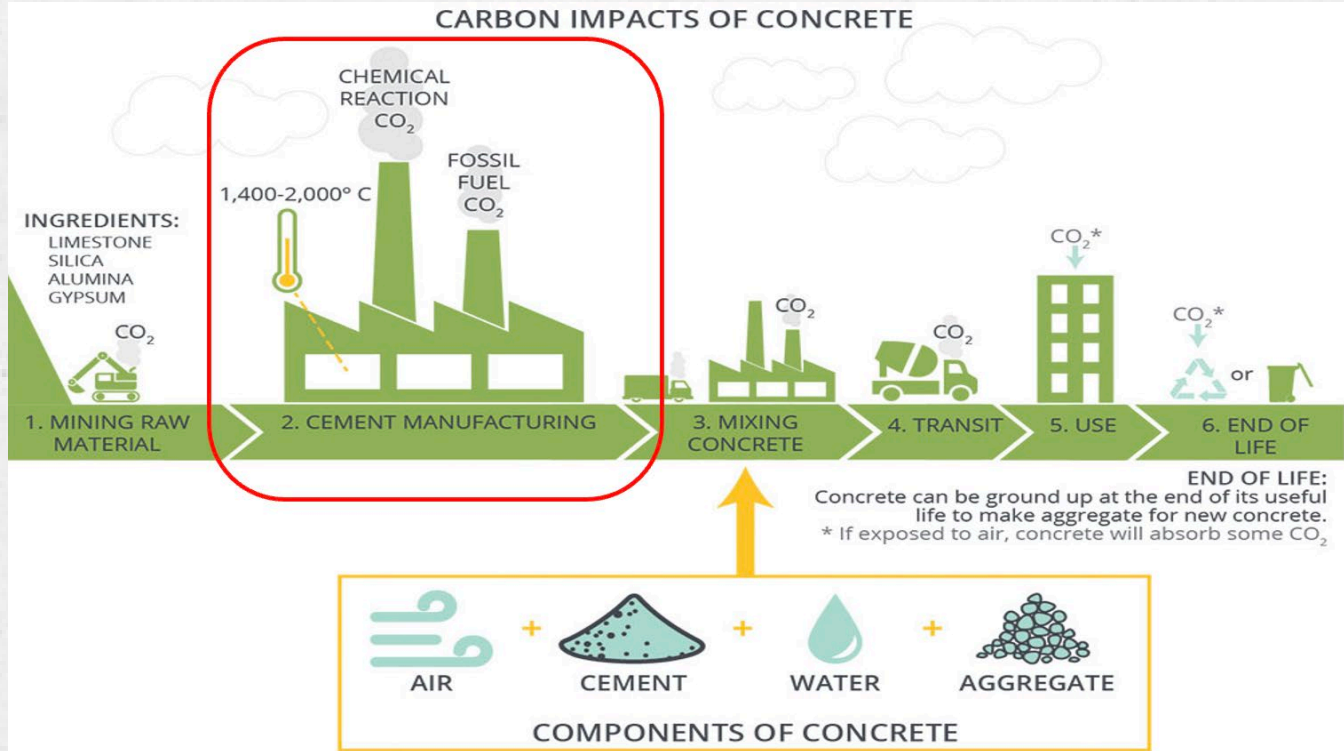 CARBON IMPACTS OF CONCRETE
CHEMICAL
REACTION
CO₂
FOSSIL
FUEL
CO₂
1,400-2,000° C
INGREDIENTS:
LIMESTONE
SILICA
ALUMINA
GYPSUM
CO₂
CO₂
CO₂
CO₂*
CO₂*
or
1. MINING RAW
MATERIAL
2. CEMENT MANUFACTURING
3. MIXING
CONCRETE
4. TRANSIT
5. USE
6. END OF
LIFE
END OF LIFE:
Concrete can be ground up at the end of its useful
life to make aggregate for new concrete.
* If exposed to air, concrete will absorb some CO₂
AIR
+
CEMENT
+
WATER
+
AGGREGATE
COMPONENTS OF CONCRETE